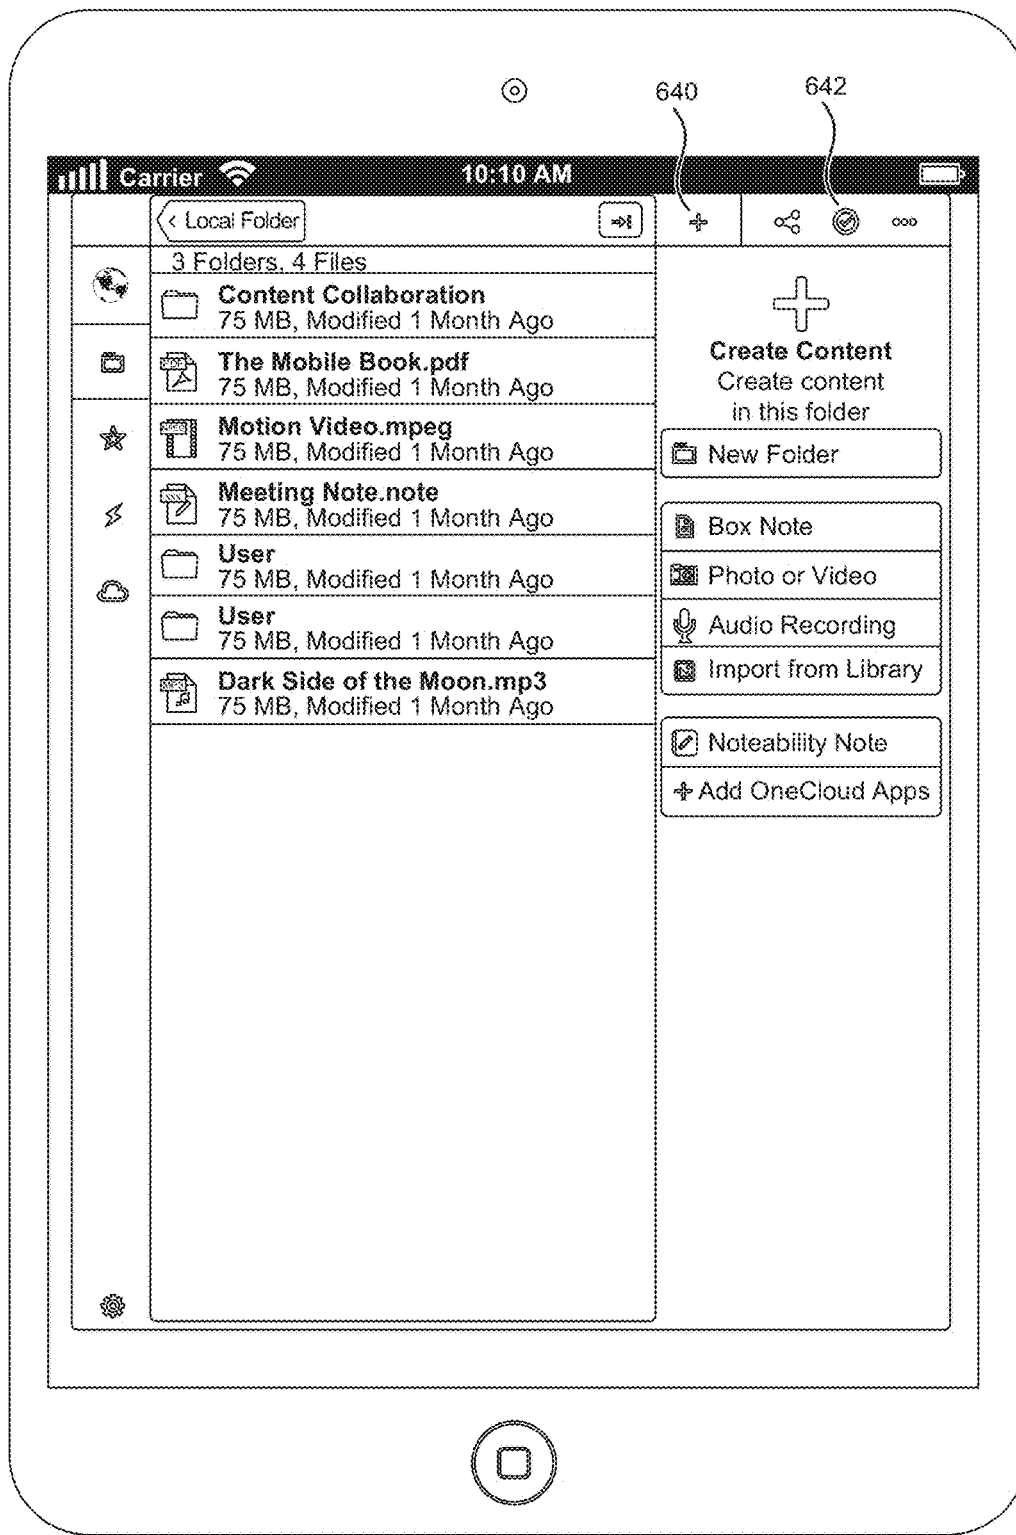 640
642
Carrier
10:10 AM
< Local Folder
3 Folders, 4 Files
Content Collaboration
75 MB, Modified 1 Month Ago
The Mobile Book.pdf
75 MB, Modified 1 Month Ago
Motion Video.mpeg
75 MB, Modified 1 Month Ago
Meeting Note.note
75 MB, Modified 1 Month Ago
User
75 MB, Modified 1 Month Ago
User
75 MB, Modified 1 Month Ago
Dark Side of the Moon.mp3
75 MB, Modified 1 Month Ago
Create Content
Create content
in this folder
New Folder
Box Note
Photo or Video
Audio Recording
Import from Library
Noteability Note
Add OneCloud Apps